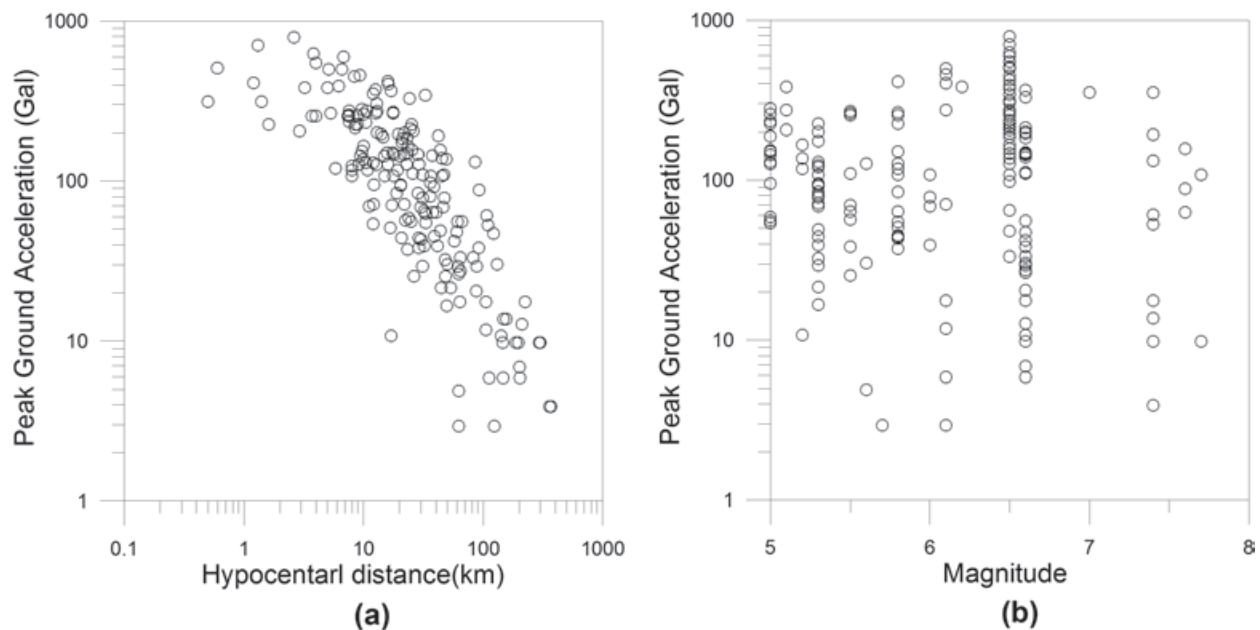 1000
100
10
1
Peak Ground Acceleration (Gal)
0.1 1 10 100 1000
Hypocentarl distance(km)
(a)
1000
100
10
1
Peak Ground Acceleration (Gal)
5 6 7 8
Magnitude
(b)